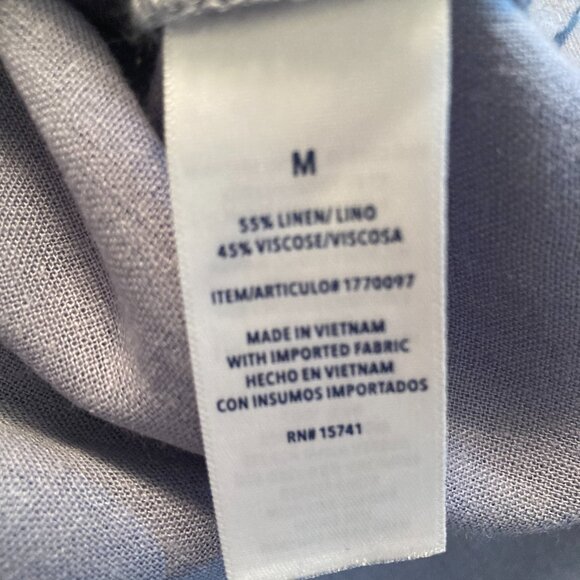 M
55% LINEN/ LINO
45% VISCOSE/VISCOSA
ITEM/ARTICULO# 1770097
MADE IN VIETNAM
WITH IMPORTED FABRIC
HECHO EN VIETNAM
CON INSUMOS IMPORTADOS
RN# 15741